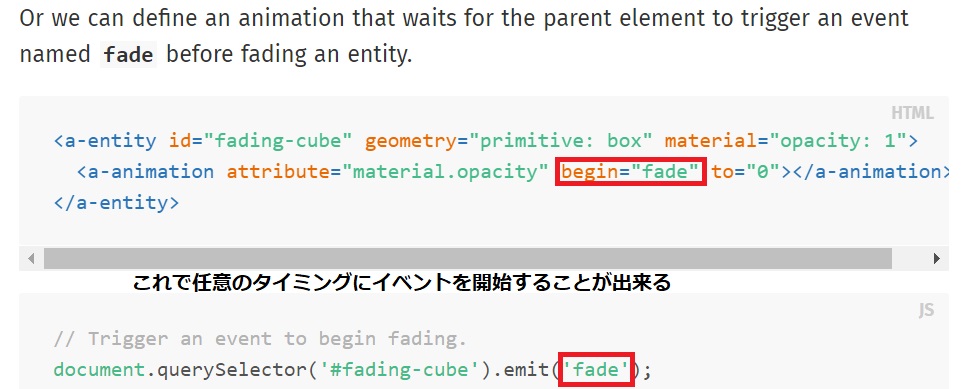 Or we can define an animation that waits for the parent element to trigger an event
named fade before fading an entity.
HTML
<a-entity id="fading-cube" geometry="primitive: box" material="opacity: 1">
<a-animation attribute="material.opacity" begin="fade" to="0"></a-animation>
</a-entity>
これで任意のタイミングにイベントを開始することが出来る
JS
// Trigger an event to begin fading.
document.querySelector('#fading-cube').emit('fade');